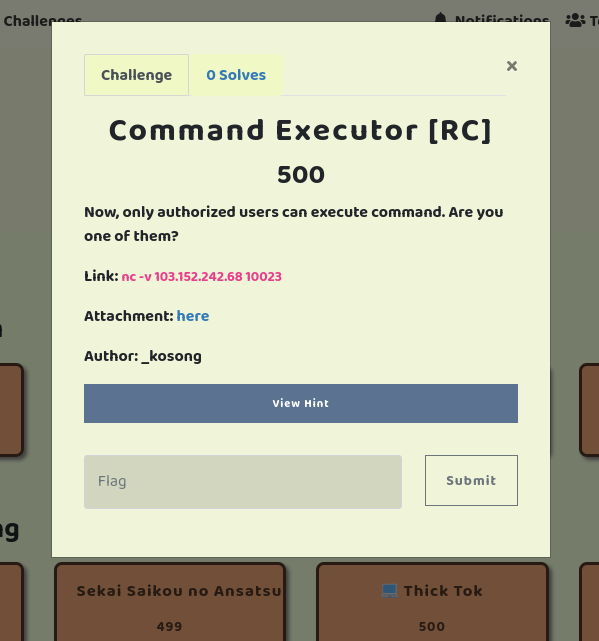 Challenges
Notifications
Challenge
0 Solves
×
Command Executor [RC]
500
Now, only authorized users can execute command. Are you
one of them?
Link: nc -v 103.152.242.68 10023
Attachment: here
Author: _kosong
View Hint
Flag
Submit
Sekai Saikou no Ansatsu
Thick Tok
499
500